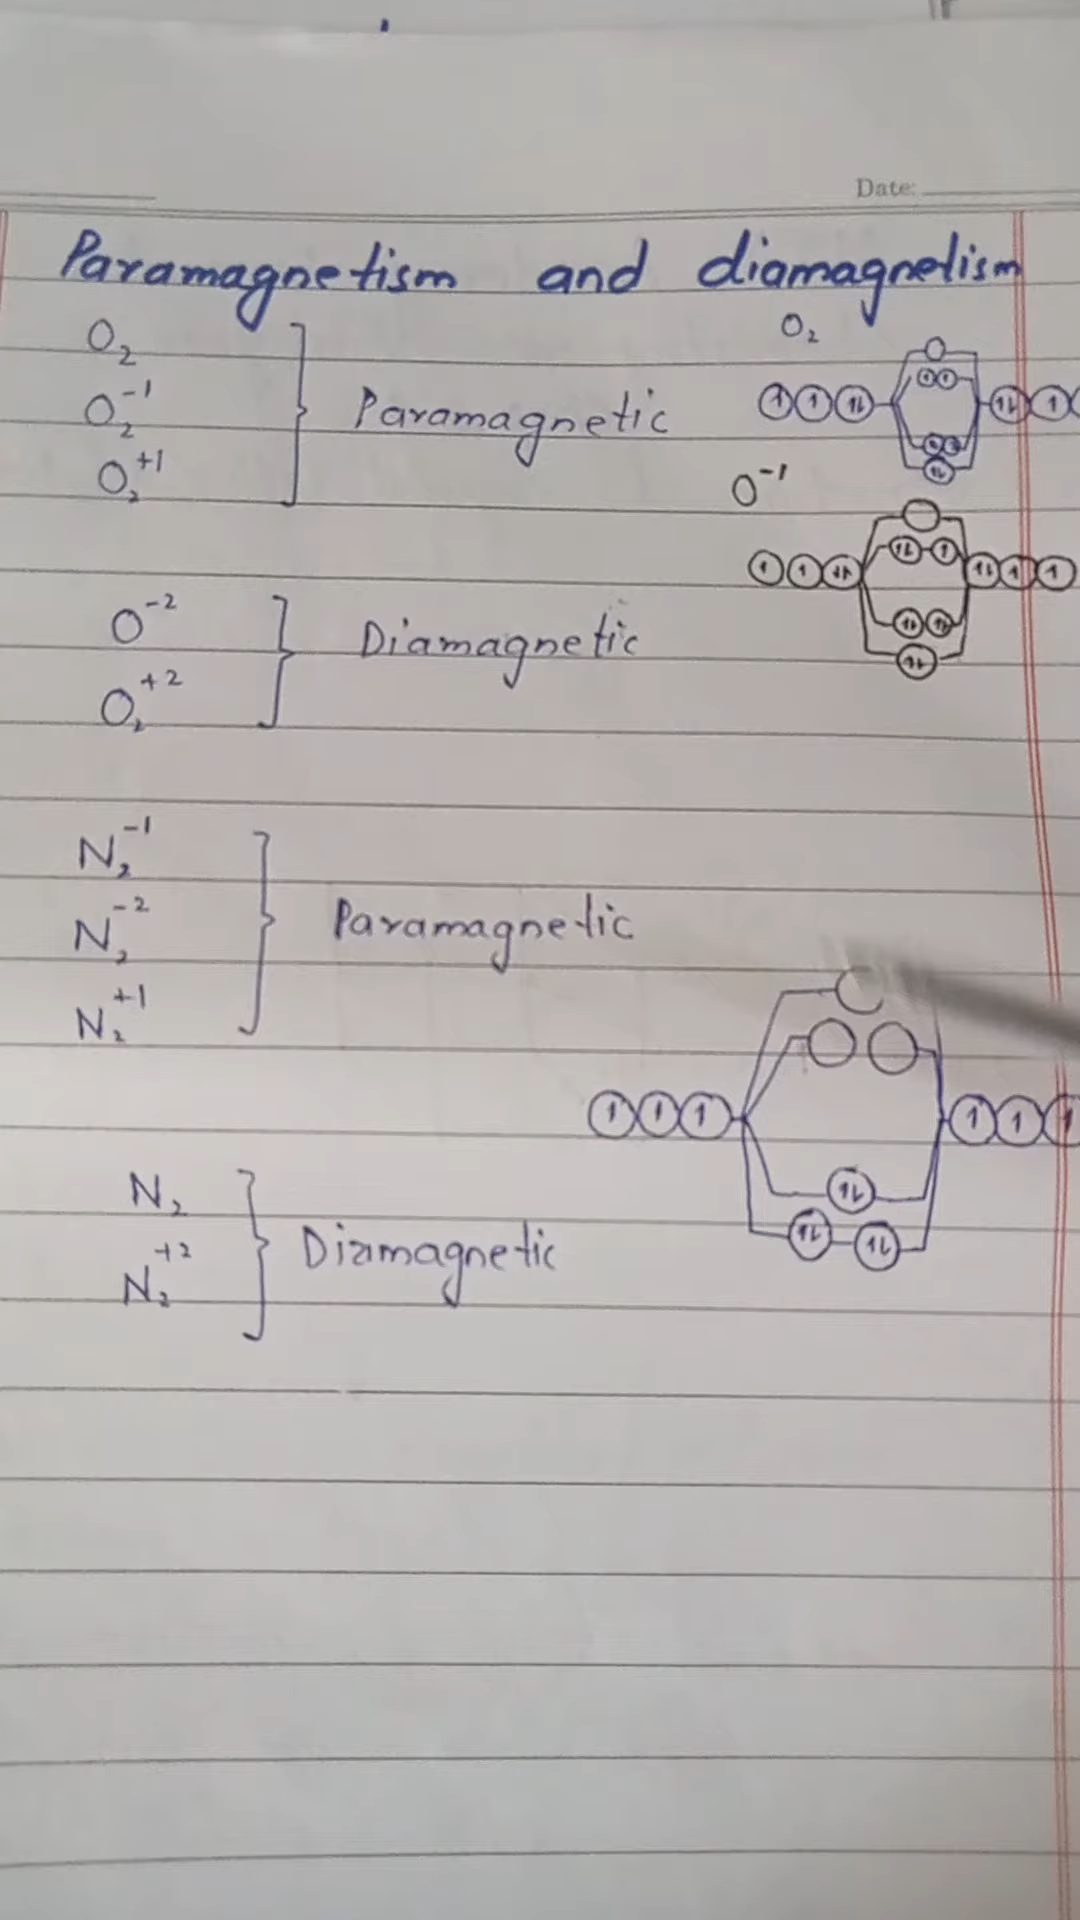 Date:
Paramagnetism and diamagnetism
O₂
O₂⁻¹
O₂⁺¹
Paramagnetic
O₂
O⁻¹
O⁻²
O₂⁺²
Diamagnetic
N₂⁻¹
N₂⁻²
N₂⁺¹
Paramagnetic
N₂
N₂⁺²
Diamagnetic